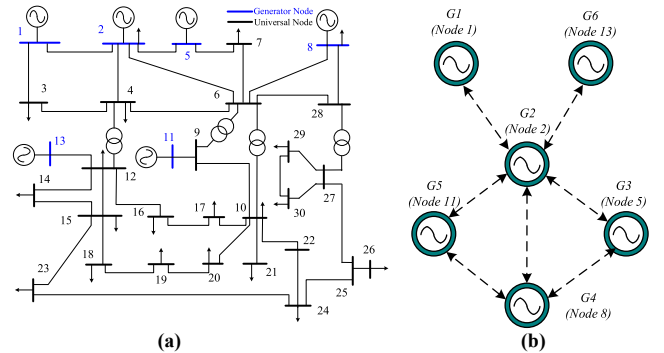 Generator Node
Universal Node
1
2
5
7
8
3
4
6
28
13
11
9
29
12
27
14
30
16
17
10
15
22
26
18
19
20
21
23
25
24
(a)
G1
(Node 1)
G6
(Node 13)
G2
(Node 2)
G5
(Node 11)
G3
(Node 5)
G4
(Node 8)
(b)